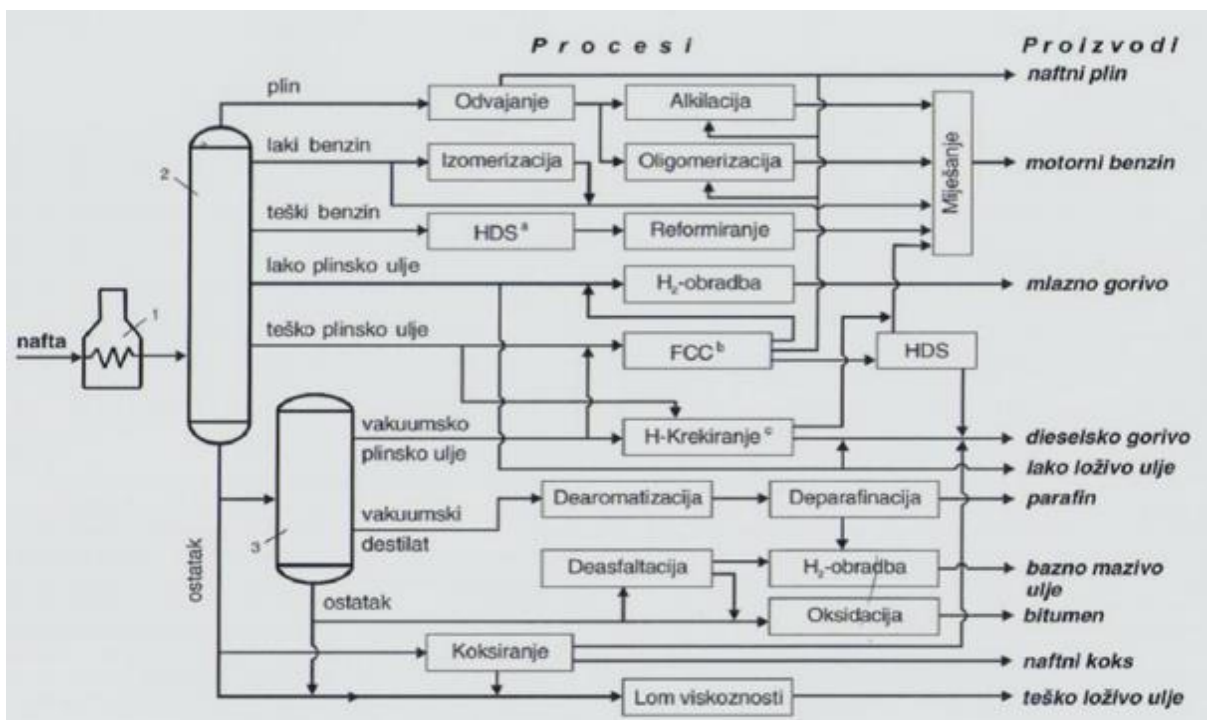 Procesi
Proizvodi
plin
Odvajanje
Alkilacija
naftni plin
laki benzin
Izomerizacija
Oligomerizacija
Miješanje
motorni benzin
2
teški benzin
HDS a
Reformiranje
lako plinsko ulje
H2-obradba
mlazno gorivo
1
nafta
teško plinsko ulje
FCC b
HDS
vakuumsko
plinsko ulje
H-Krekiranje c
dieselsko gorivo
lako loživo ulje
Dearomatizacija
Deparafinacija
parafin
3
vakuumski
destilat
ostatak
Deasfaltacija
H2-obradba
bazno mazivo
ulje
ostatak
Oksidacija
bitumen
Koksiranje
naftni koks
Lom viskoznosti
teško loživo ulje